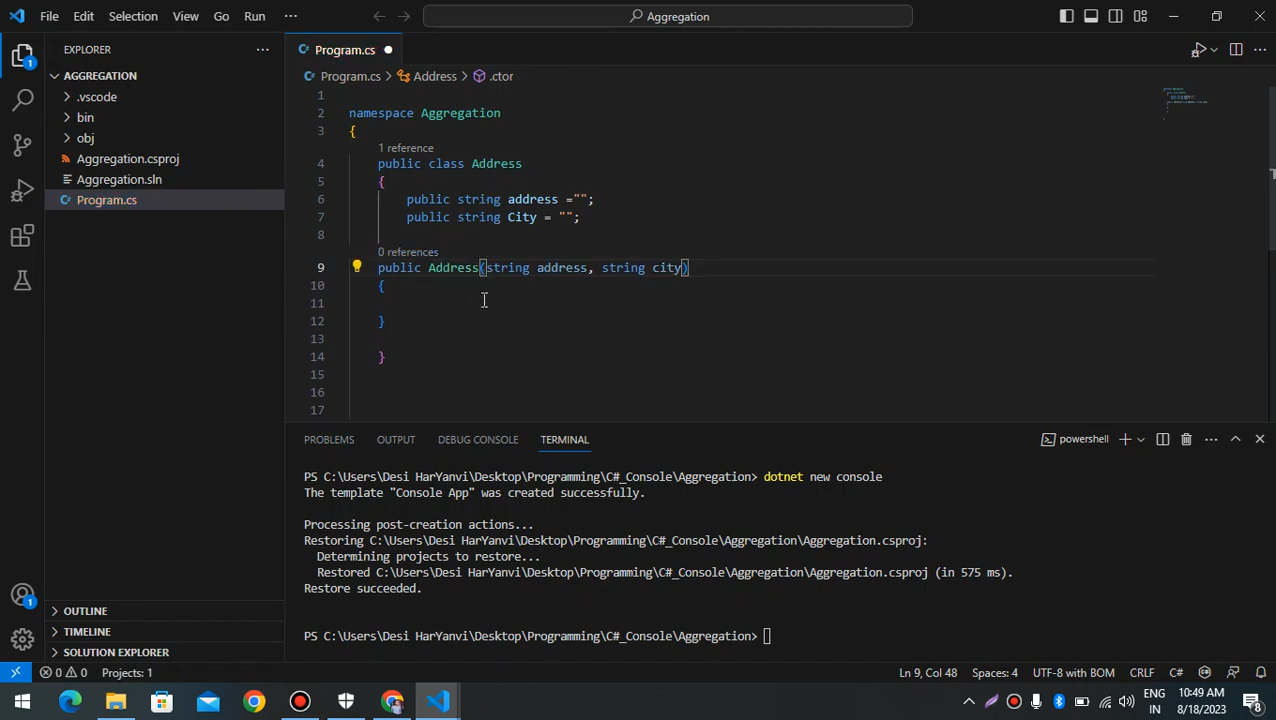 File Edit Selection View Go Run ··· Aggregation
EXPLORER ···
AGGREGATION
.vscode
bin
obj
Aggregation.csproj
Aggregation.sln
Program.cs
OUTLINE
TIMELINE
SOLUTION EXPLORER
Program.cs
Program.cs > Address > .ctor
1
2 namespace Aggregation
3 {
1 reference
4 public class Address
5 {
6 public string address ="";
7 public string City = "";
8
0 references
9 public Address(string address, string city)
10 {
11
12 }
13
14 }
15
16
17
PROBLEMS OUTPUT DEBUG CONSOLE TERMINAL powershell
PS C:\Users\Desi HarYanvi\Desktop\Programming\C#_Console\Aggregation> dotnet new console
The template "Console App" was created successfully.
Processing post-creation actions...
Restoring C:\Users\Desi HarYanvi\Desktop\Programming\C#_Console\Aggregation\Aggregation.csproj:
Determining projects to restore...
Restored C:\Users\Desi HarYanvi\Desktop\Programming\C#_Console\Aggregation\Aggregation.csproj (in 575 ms).
Restore succeeded.
PS C:\Users\Desi HarYanvi\Desktop\Programming\C#_Console\Aggregation>
0 0 Projects: 1 Ln 9, Col 48 Spaces: 4 UTF-8 with BOM CRLF C#
ENG 10:49 AM
IN 8/18/2023